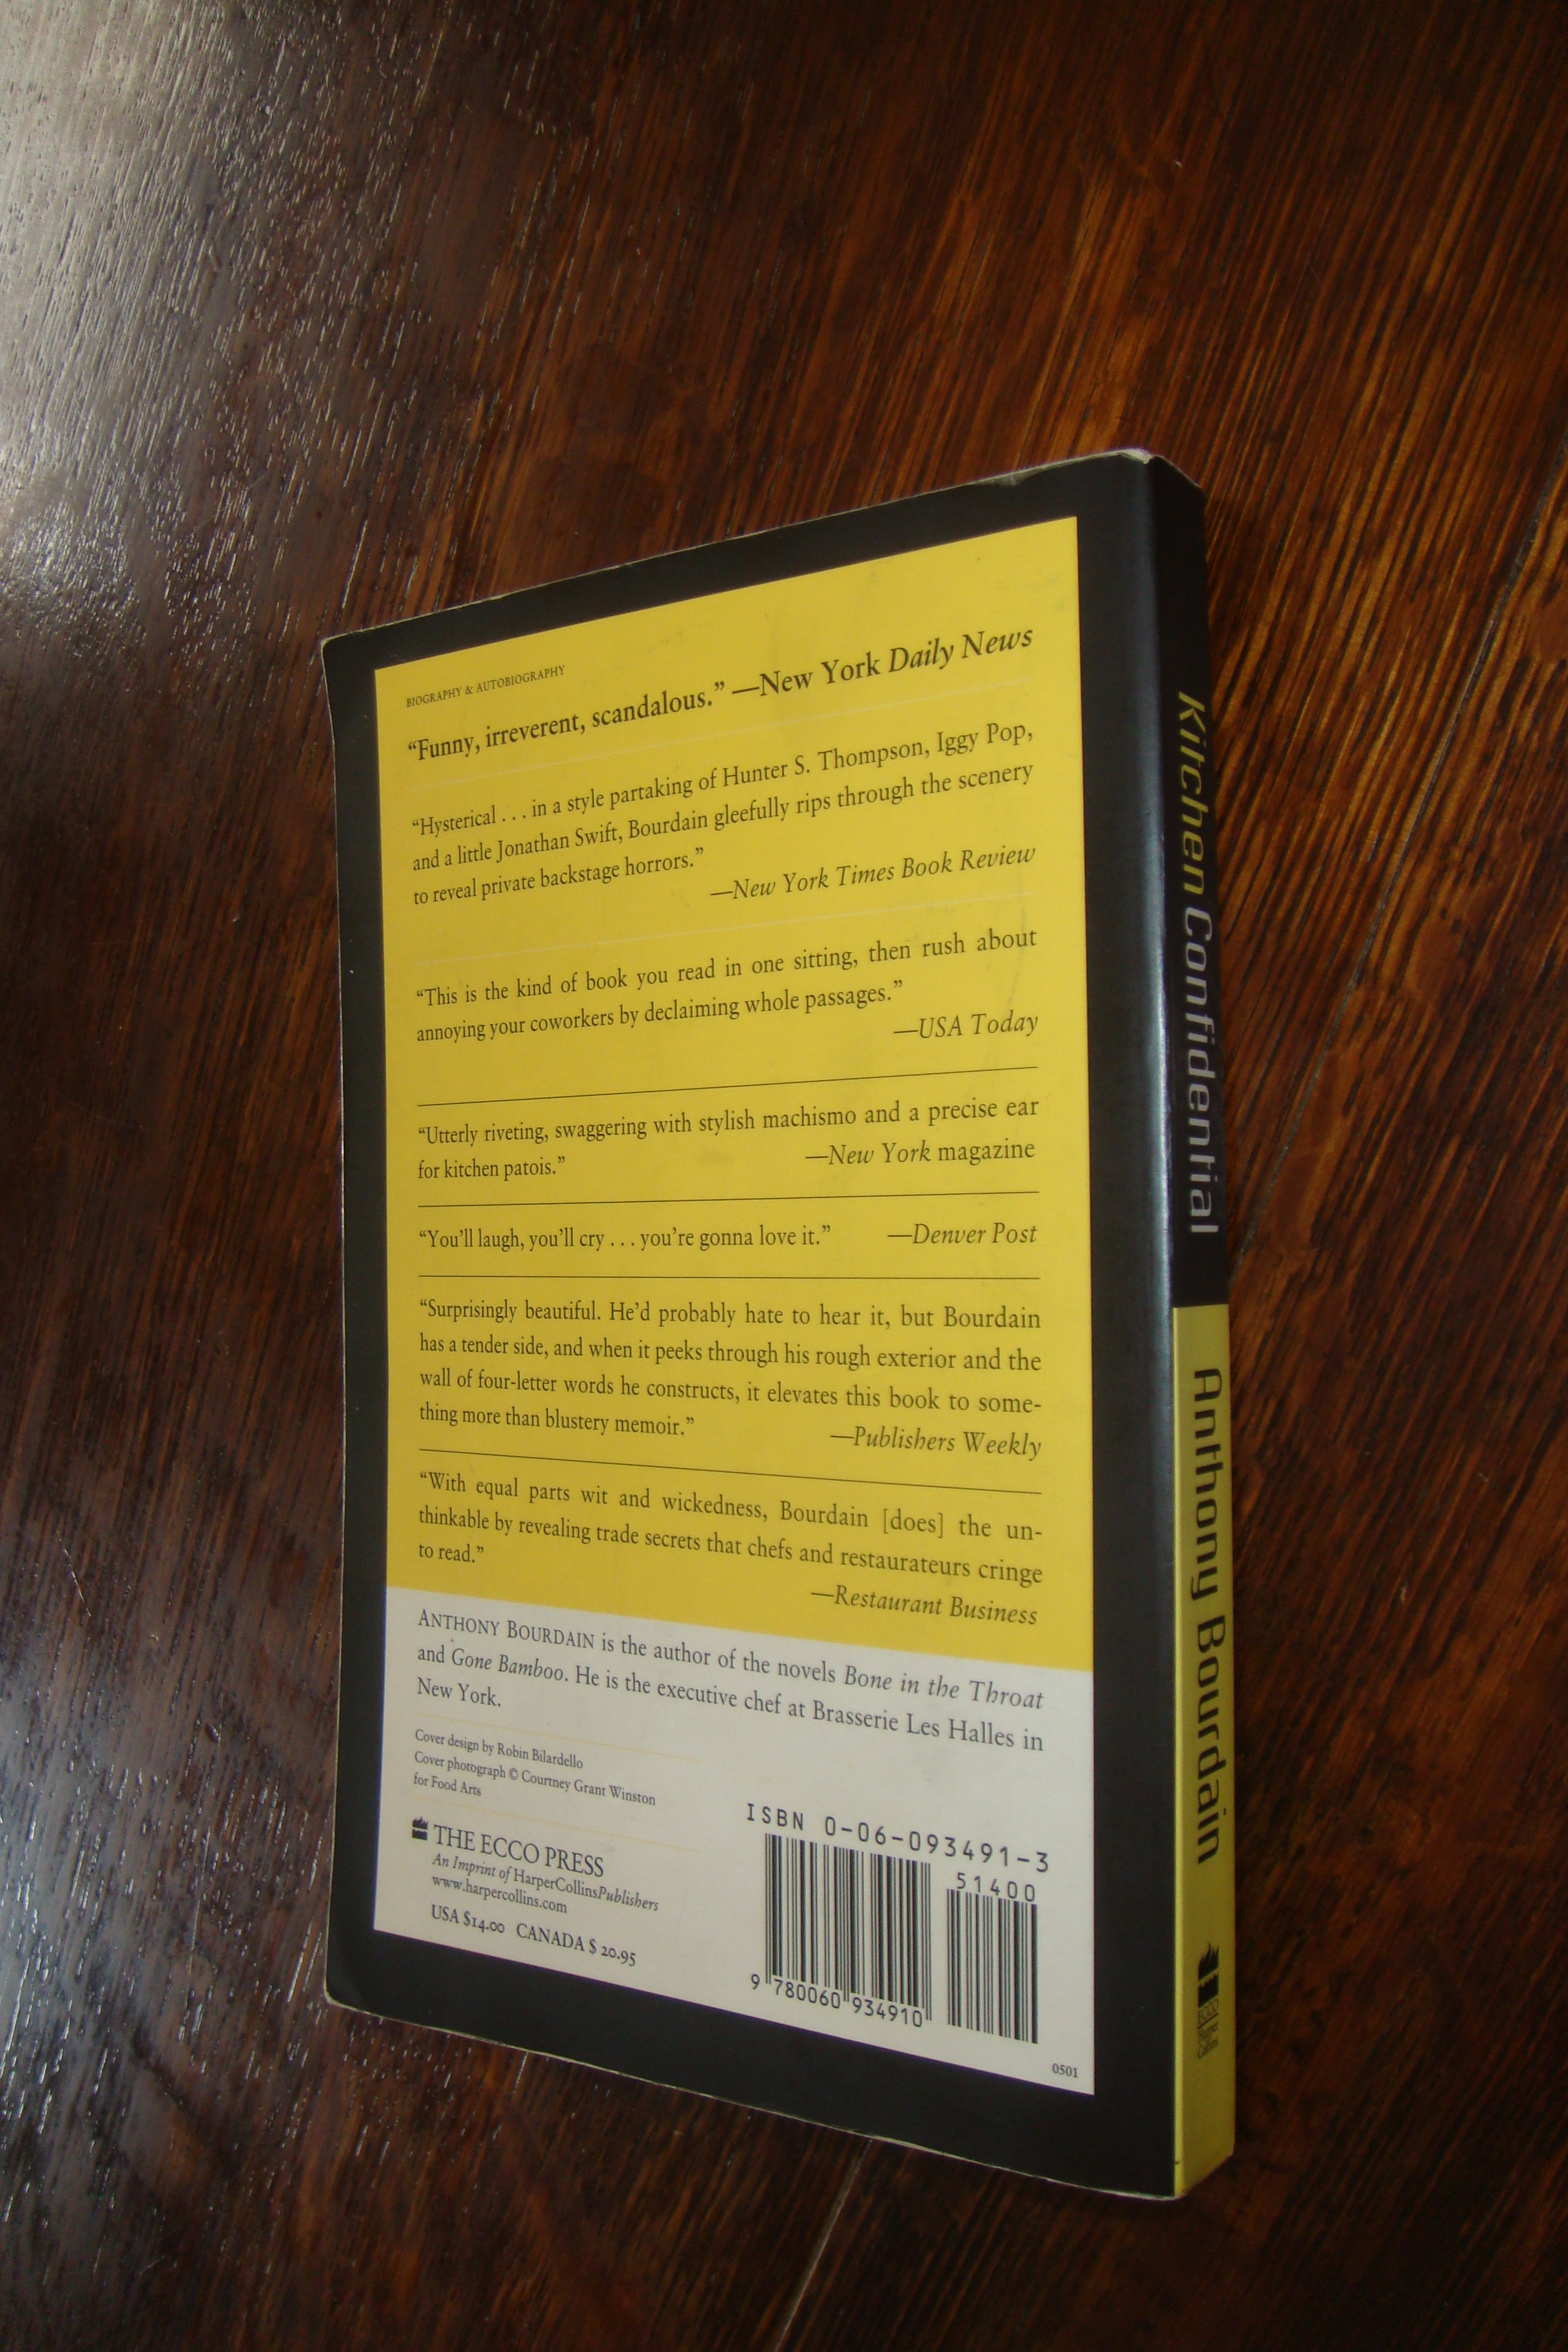 BIOGRAPHY & AUTOBIOGRAPHY
“Funny, irreverent, scandalous.” —New York Daily News
“Hysterical . . . in a style partaking of Hunter S. Thompson, Iggy Pop,
and a little Jonathan Swift, Bourdain gleefully rips through the scenery
to reveal private backstage horrors.”
—New York Times Book Review
“This is the kind of book you read in one sitting, then rush about
annoying your coworkers by declaiming whole passages.”
—USA Today
“Utterly riveting, swaggering with stylish machismo and a precise ear
for kitchen patois.” —New York magazine
“You’ll laugh, you’ll cry . . . you’re gonna love it.” —Denver Post
“Surprisingly beautiful. He’d probably hate to hear it, but Bourdain
has a tender side, and when it peeks through his rough exterior and the
wall of four-letter words he constructs, it elevates this book to some-
thing more than blustery memoir.” —Publishers Weekly
“With equal parts wit and wickedness, Bourdain [does] the un-
thinkable by revealing trade secrets that chefs and restaurateurs cringe
to read.”
—Restaurant Business
ANTHONY BOURDAIN is the author of the novels Bone in the Throat
and Gone Bamboo. He is the executive chef at Brasserie Les Halles in
New York.
Cover design by Robin Bilardello
Cover photograph © Courtney Grant Winston
for Food Arts
THE ECCO PRESS
An Imprint of HarperCollinsPublishers
www.harpercollins.com
USA $14.00 CANADA $ 20.95
ISBN 0-06-093491-3
51400
9 780060 934910
0501
Kitchen Confidential
Anthony Bourdain
ecco